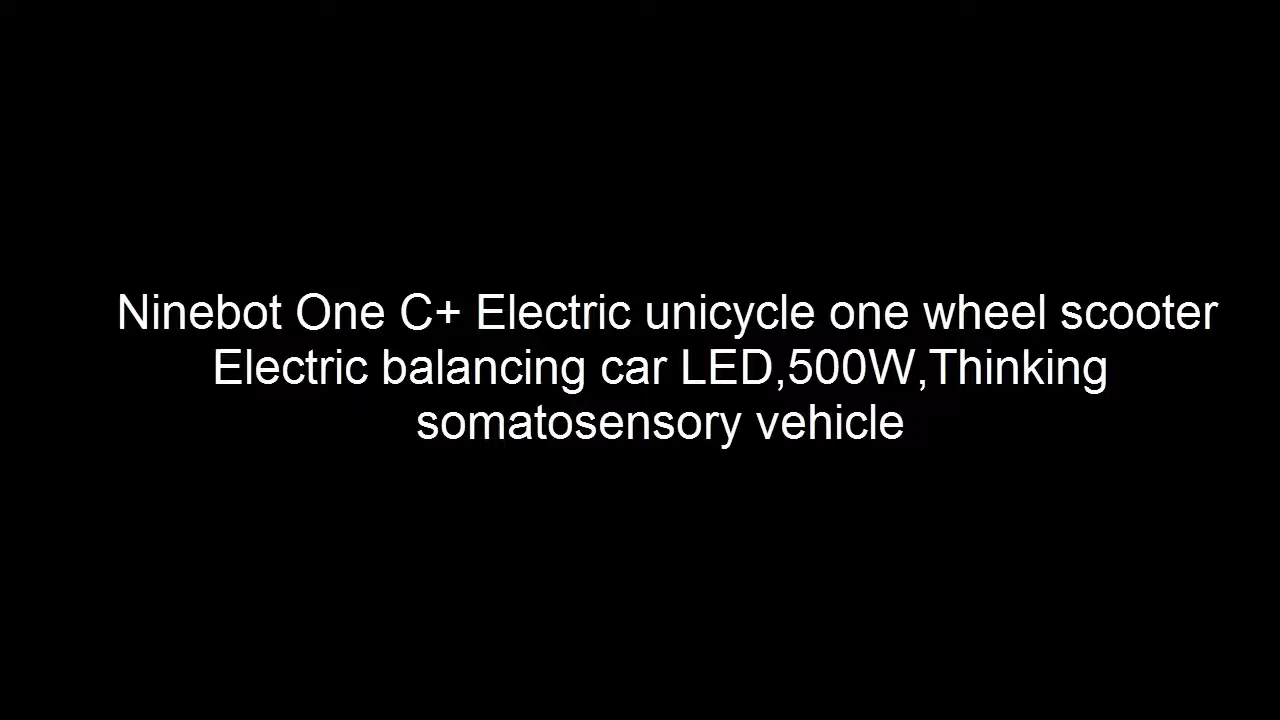 Ninebot One C+ Electric unicycle one wheel scooter
Electric balancing car LED,500W,Thinking
somatosensory vehicle